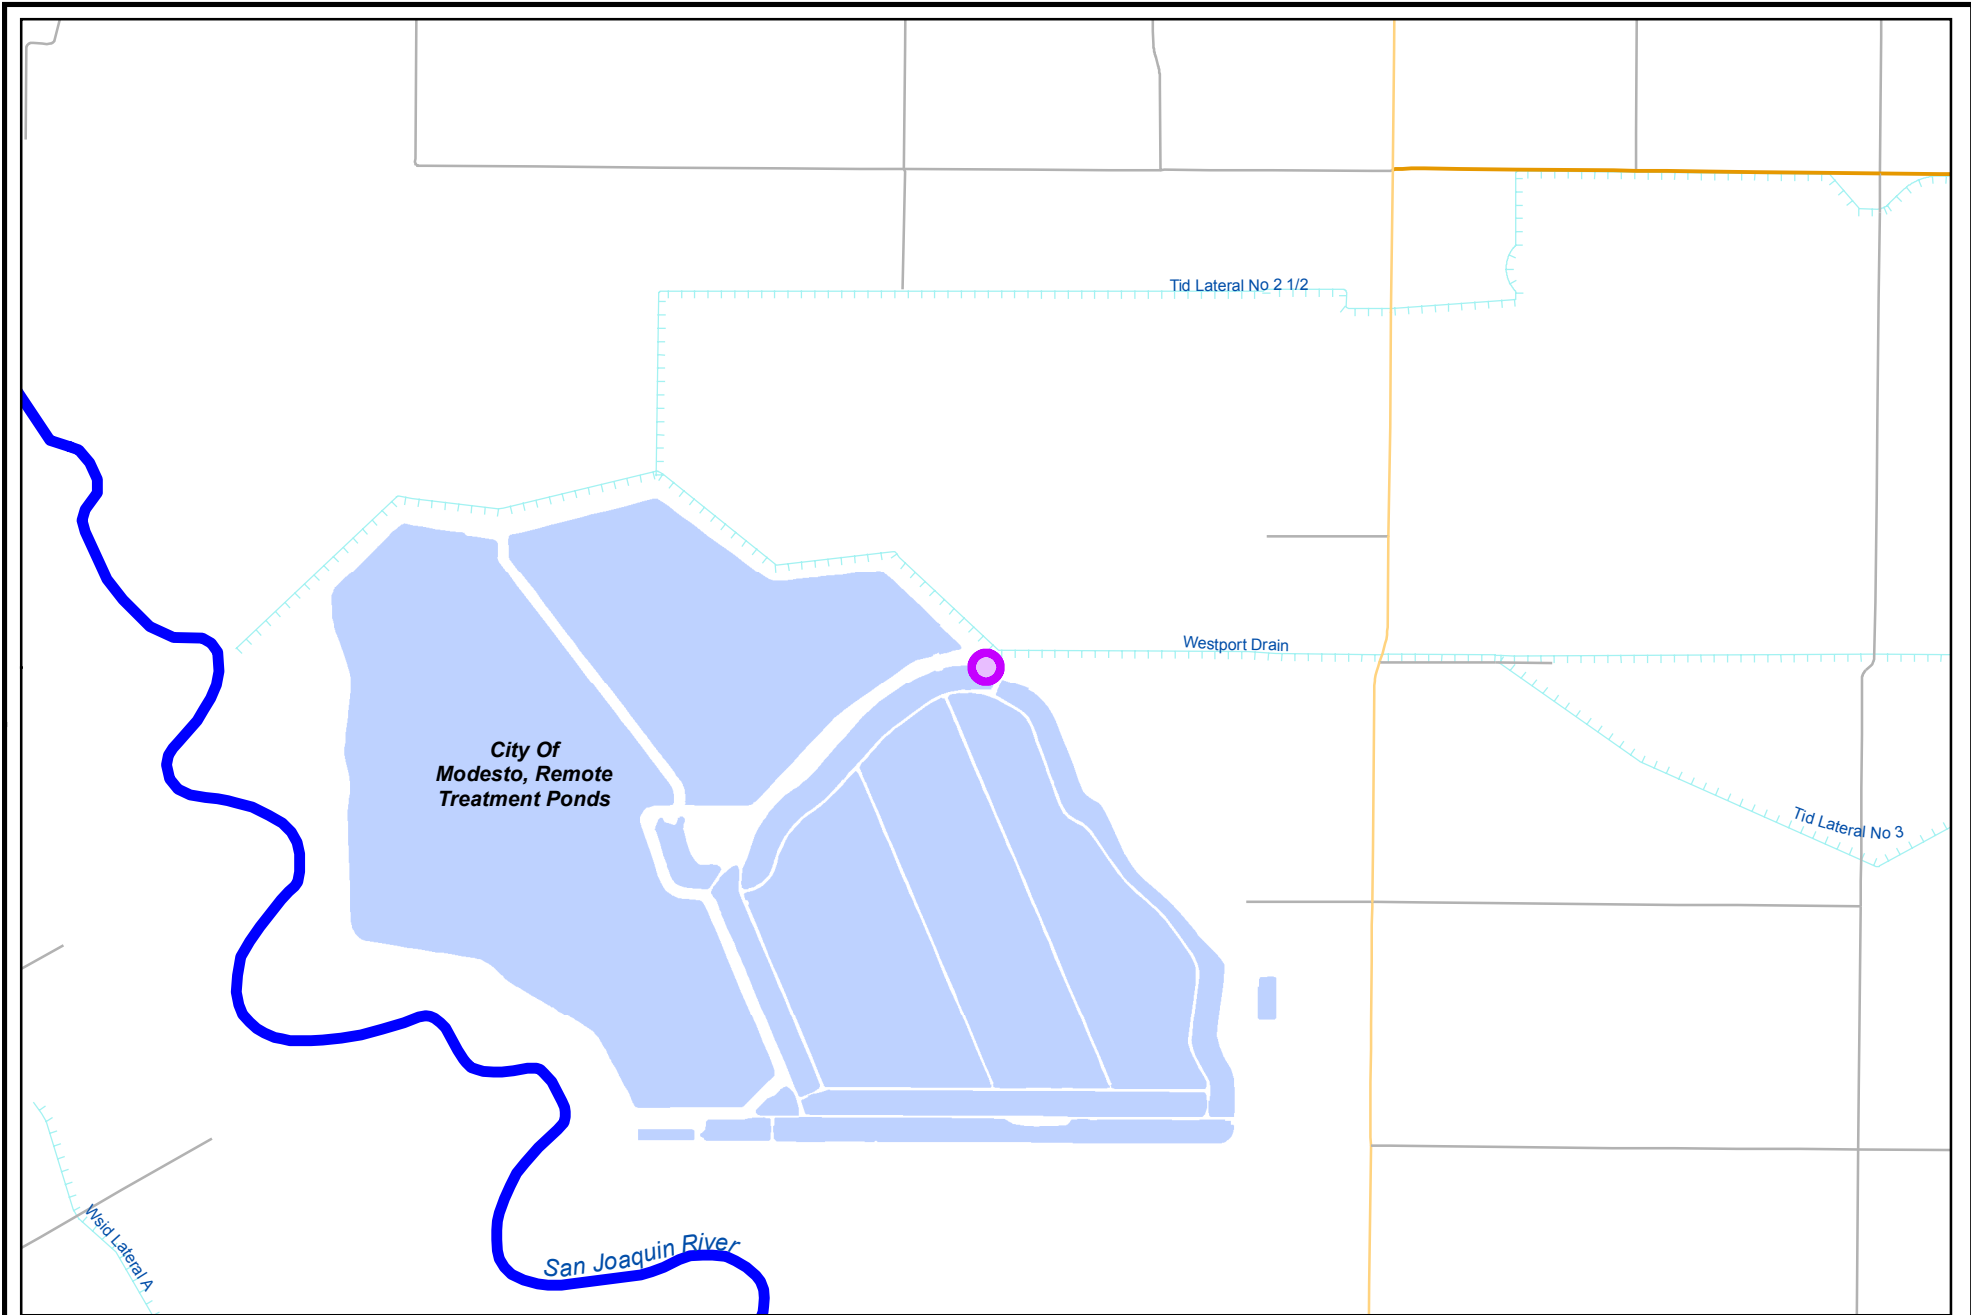 Tid Lateral No 2 1/2
Westport Drain
City Of
Modesto, Remote
Treatment Ponds
Tid Lateral No 3
Wsid Lateral A
San Joaquin River